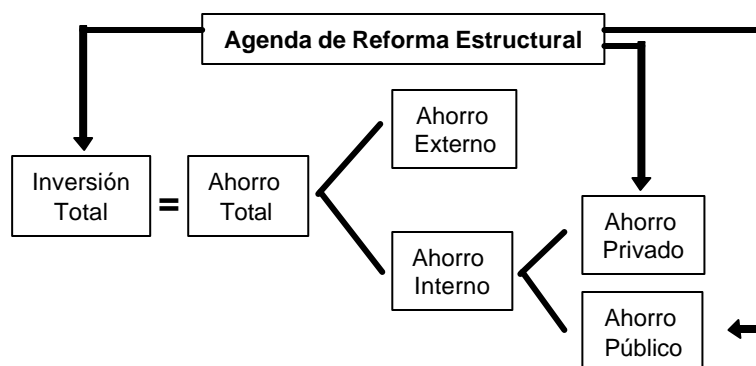 Agenda de Reforma Estructural
Ahorro
Externo
Inversión
Total
=
Ahorro
Total
Ahorro
Interno
Ahorro
Privado
Ahorro
Público